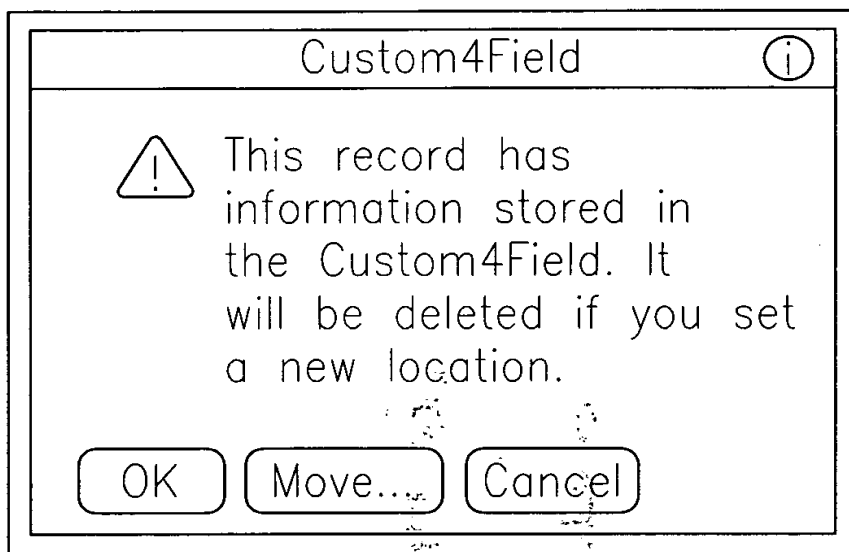 Custom4Field i
! This record has
information stored in
the Custom4Field. It
will be deleted if you set
a new location.
OK Move... Cancel